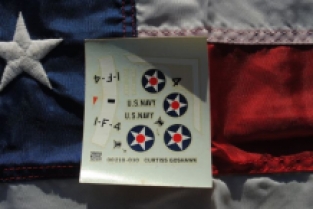 4-F-1
U.S. NAVY
U.S. NAVY
1-F-4
CURTISS GOSHAWK